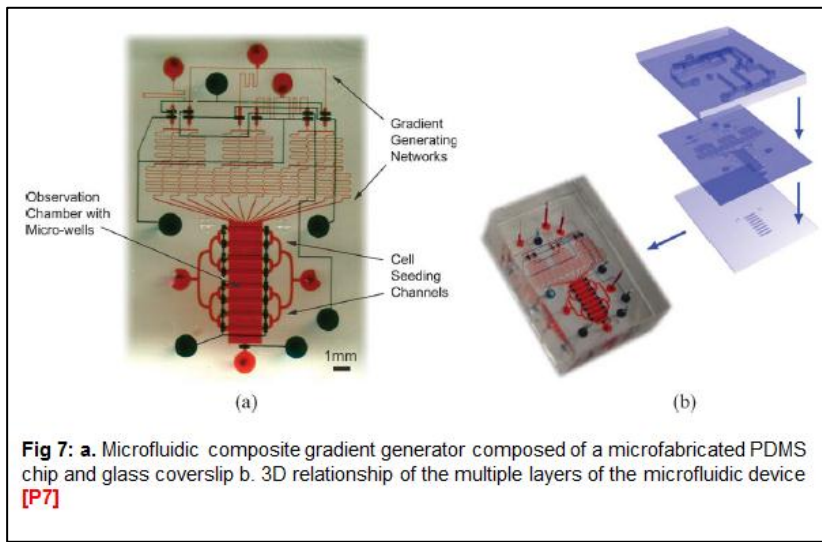 Gradient
Generating
Networks
Observation
Chamber with
Micro-wells
Cell
Seeding
Channels
1mm
(a)
(b)
Fig 7: a. Microfluidic composite gradient generator composed of a microfabricated PDMS
chip and glass coverslip b. 3D relationship of the multiple layers of the microfluidic device
[P7]